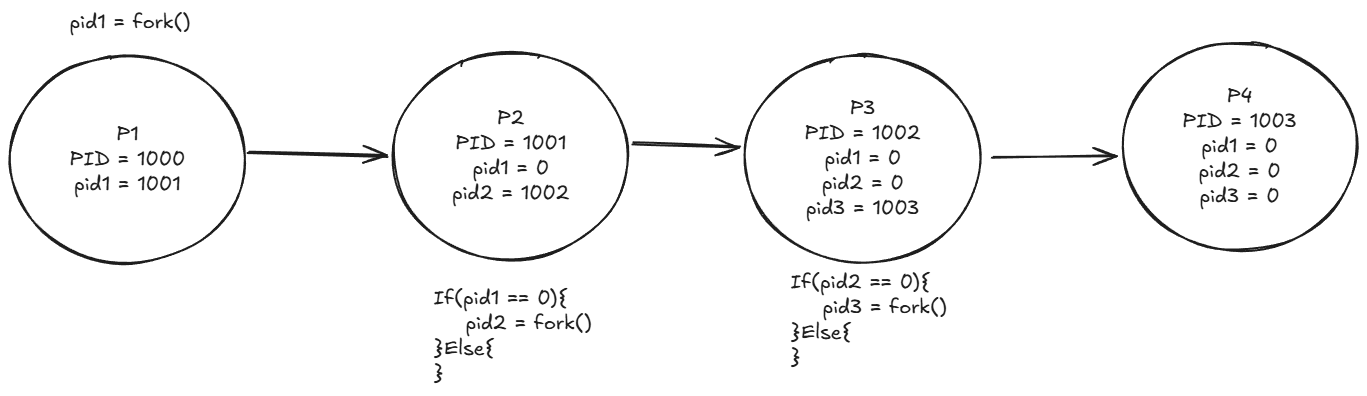 pid1 = fork()
P1
PID = 1000
pid1 = 1001
P2
PID = 1001
pid1 = 0
pid2 = 1002
If(pid1 == 0){
pid2 = fork()
}Else{
}
P3
PID = 1002
pid1 = 0
pid2 = 0
pid3 = 1003
If(pid2 == 0){
pid3 = fork()
}Else{
}
P4
PID = 1003
pid1 = 0
pid2 = 0
pid3 = 0